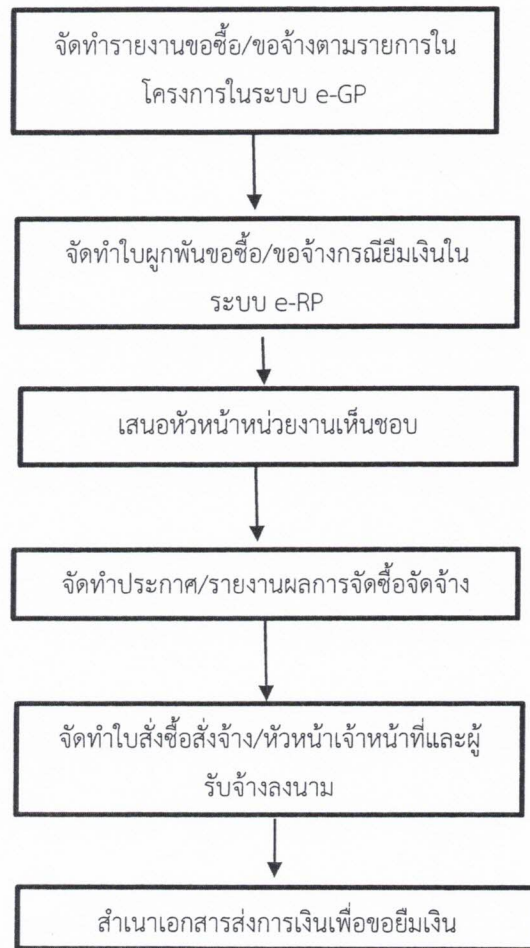 จัดทำรายงานขอซื้อ/ขอจ้างตามรายการใน
โครงการในระบบ e-GP
จัดทำใบผูกพันขอซื้อ/ขอจ้างกรณียืมเงินใน
ระบบ e-RP
เสนอหัวหน้าหน่วยงานเห็นชอบ
จัดทำประกาศ/รายงานผลการจัดซื้อจัดจ้าง
จัดทำใบสั่งซื้อสั่งจ้าง/หัวหน้าเจ้าหน้าที่และผู้
รับจ้างลงนาม
สำเนาเอกสารส่งการเงินเพื่อขอยืมเงิน